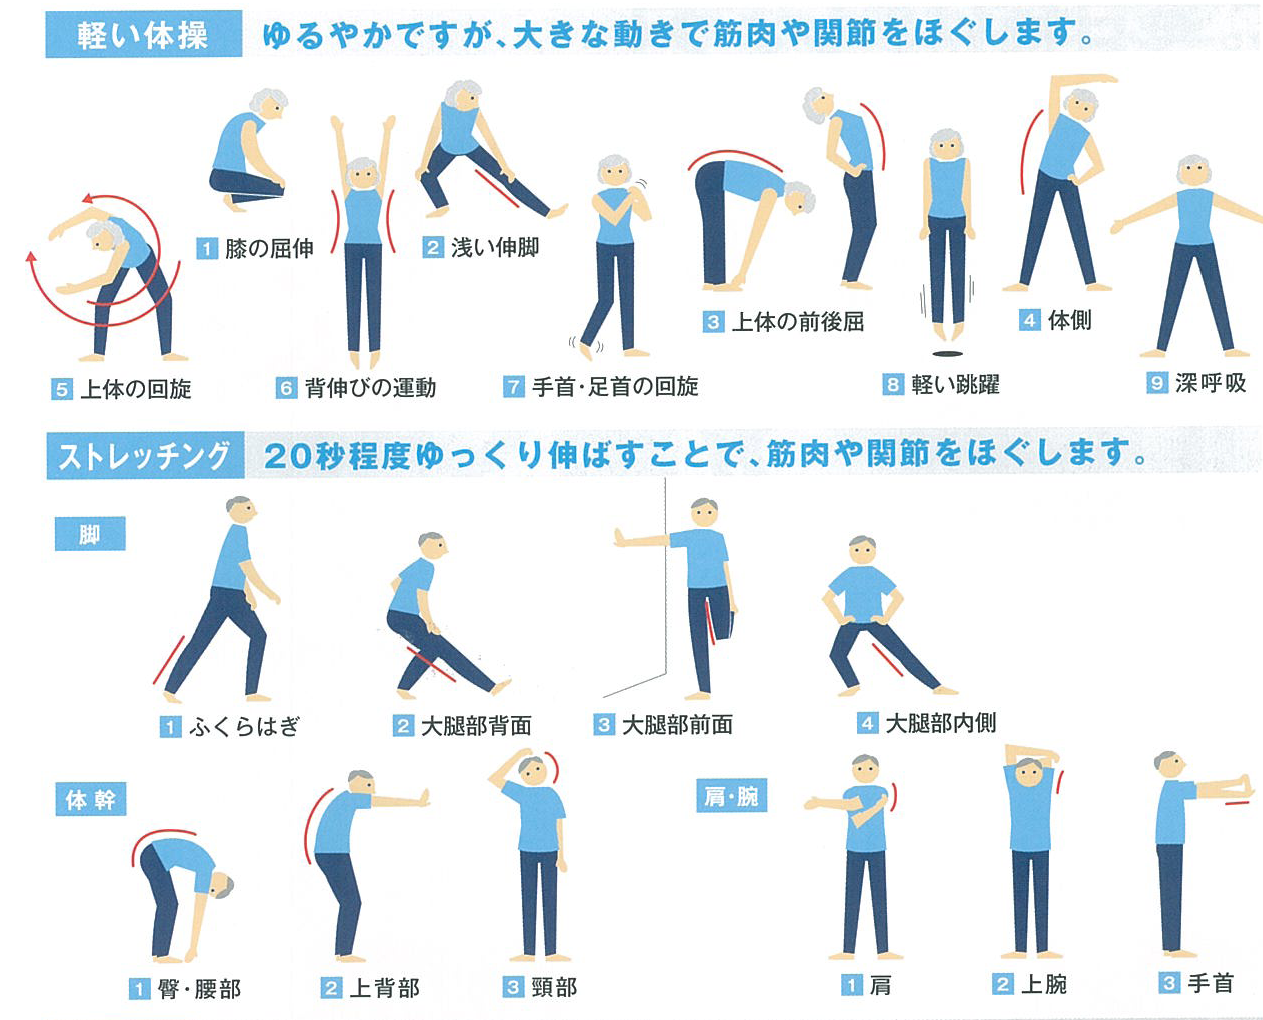 軽い体操 ゆるやかですが、大きな動きで筋肉や関節をほぐします。
1 膝の屈伸
2 浅い伸脚
3 上体の前後屈
4 体側
5 上体の回旋
6 背伸びの運動
7 手首・足首の回旋
8 軽い跳躍
9 深呼吸
ストレッチング 20秒程度ゆっくり伸ばすことで、筋肉や関節をほぐします。
脚
1 ふくらはぎ
2 大腿部背面
3 大腿部前面
4 大腿部内側
体幹
1 臀・腰部
2 上背部
3 頸部
肩・腕
1 肩
2 上腕
3 手首